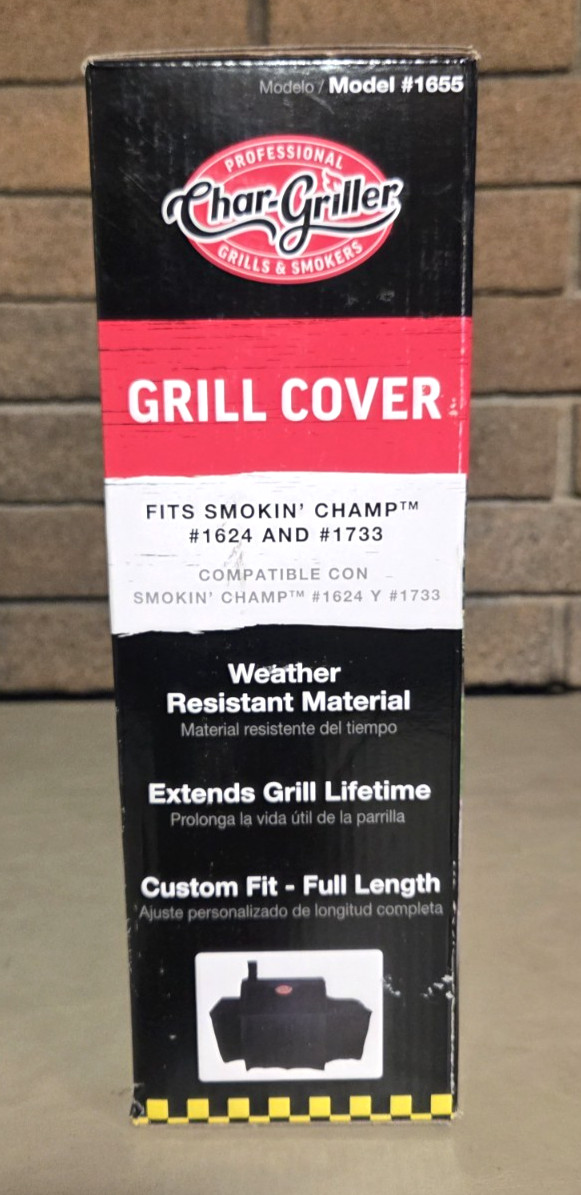 Modelo / Model #1655
PROFESSIONAL
Char-Griller
GRILLS & SMOKERS
GRILL COVER
FITS SMOKIN' CHAMP™
#1624 AND #1733
COMPATIBLE CON
SMOKIN' CHAMP™ #1624 Y #1733
Weather
Resistant Material
Material resistente del tiempo
Extends Grill Lifetime
Prolonga la vida útil de la parrilla
Custom Fit - Full Length
Ajuste personalizado de longitud completa